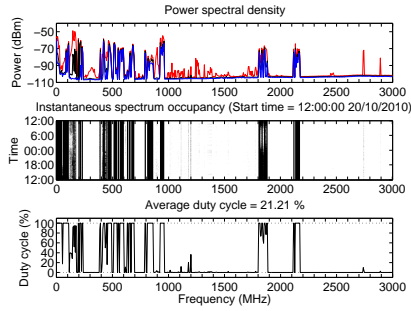 Power spectral density
Power (dBm)
−50
−70
−90
−110
0 500 1000 1500 2000 2500 3000
Instantaneous spectrum occupancy (Start time = 12:00:00 20/10/2010)
Time
12:00
6:00
00:00
18:00
12:00
0 500 1000 1500 2000 2500 3000
Average duty cycle = 21.21 %
Duty cycle (%)
100
80
60
40
20
0
0 500 1000 1500 2000 2500 3000
Frequency (MHz)